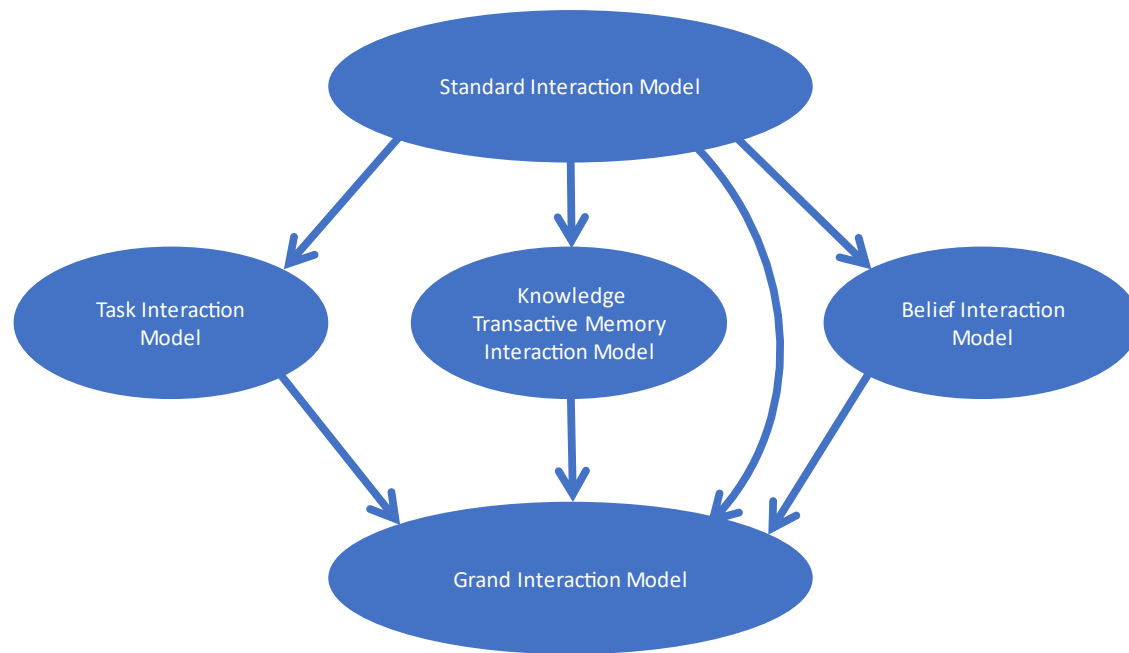 Standard Interaction Model
Task Interaction
Model
Knowledge
Transactive Memory
Interaction Model
Belief Interaction
Model
Grand Interaction Model